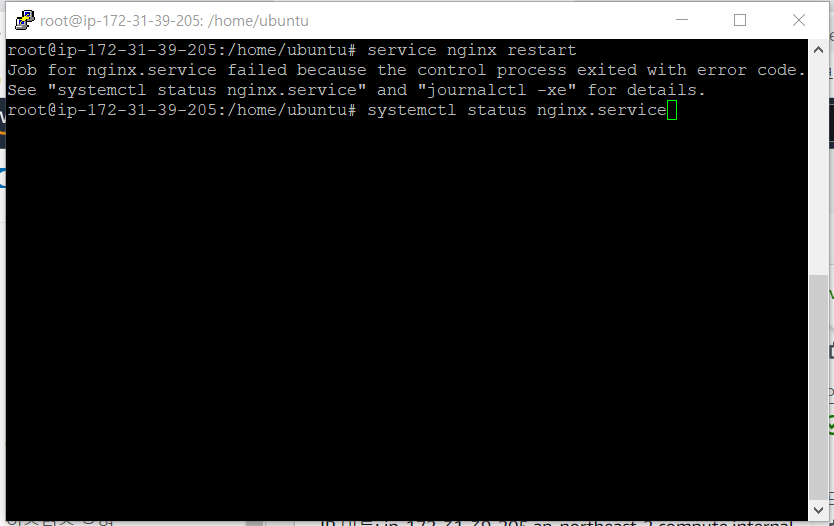 root@ip-172-31-39-205: /home/ubuntu
root@ip-172-31-39-205:/home/ubuntu# service nginx restart
Job for nginx.service failed because the control process exited with error code.
See "systemctl status nginx.service" and "journalctl -xe" for details.
root@ip-172-31-39-205:/home/ubuntu# systemctl status nginx.service